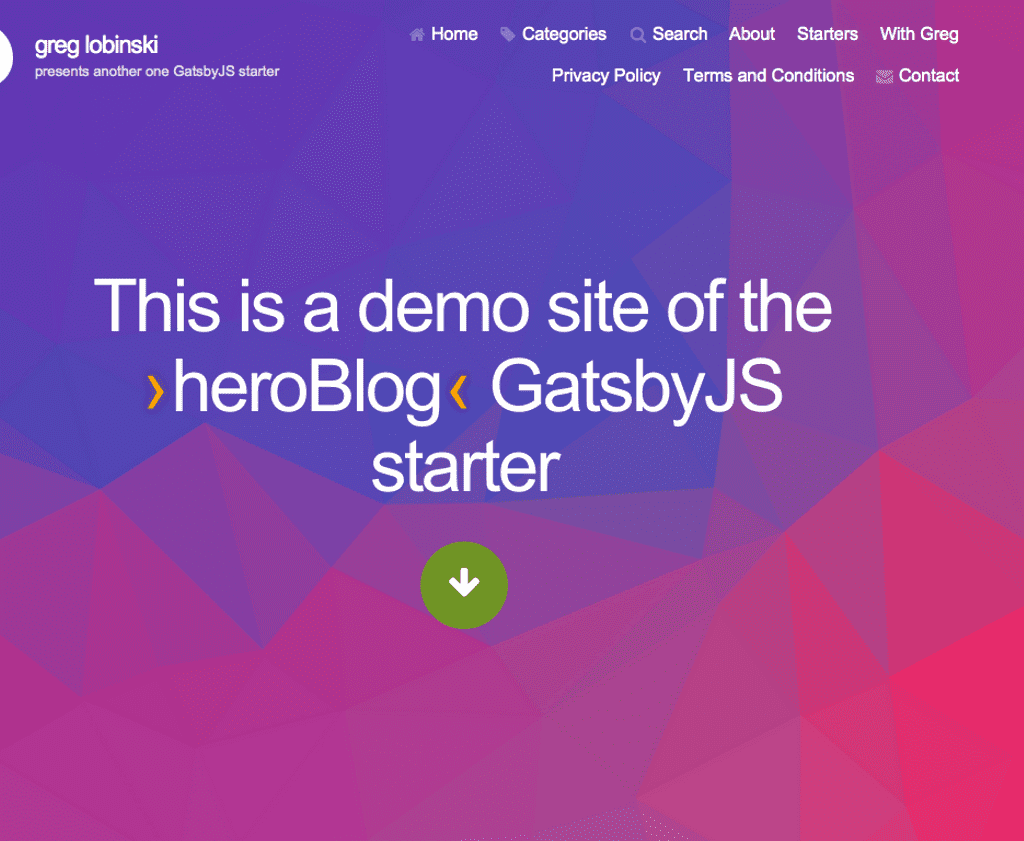 greg lobinski
presents another one GatsbyJS starter
Home Categories Search About Starters With Greg
Privacy Policy Terms and Conditions Contact
This is a demo site of the
›heroBlog‹ GatsbyJS
starter